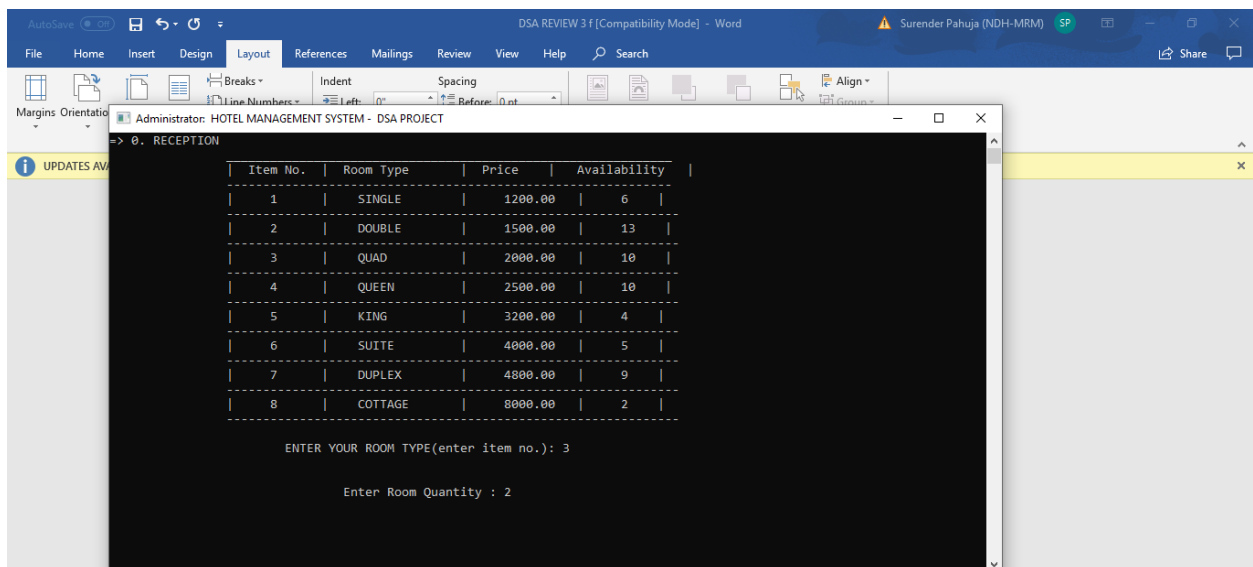 AutoSave Off DSA REVIEW 3 f [Compatibility Mode] - Word Surender Pahuja (NDH-MRM) SP
File Home Insert Design Layout References Mailings Review View Help Search Share
Breaks Indent Spacing Align
Line Numbers Left: 0" Before: 0 pt Group
Margins Orientatio
Administrator: HOTEL MANAGEMENT SYSTEM - DSA PROJECT
=> 0. RECEPTION
UPDATES AVA
| Item No. | Room Type | Price | Availability |
| 1 | SINGLE | 1200.00 | 6 |
| 2 | DOUBLE | 1500.00 | 13 |
| 3 | QUAD | 2000.00 | 10 |
| 4 | QUEEN | 2500.00 | 10 |
| 5 | KING | 3200.00 | 4 |
| 6 | SUITE | 4000.00 | 5 |
| 7 | DUPLEX | 4800.00 | 9 |
| 8 | COTTAGE | 8000.00 | 2 |
ENTER YOUR ROOM TYPE(enter item no.): 3
Enter Room Quantity : 2